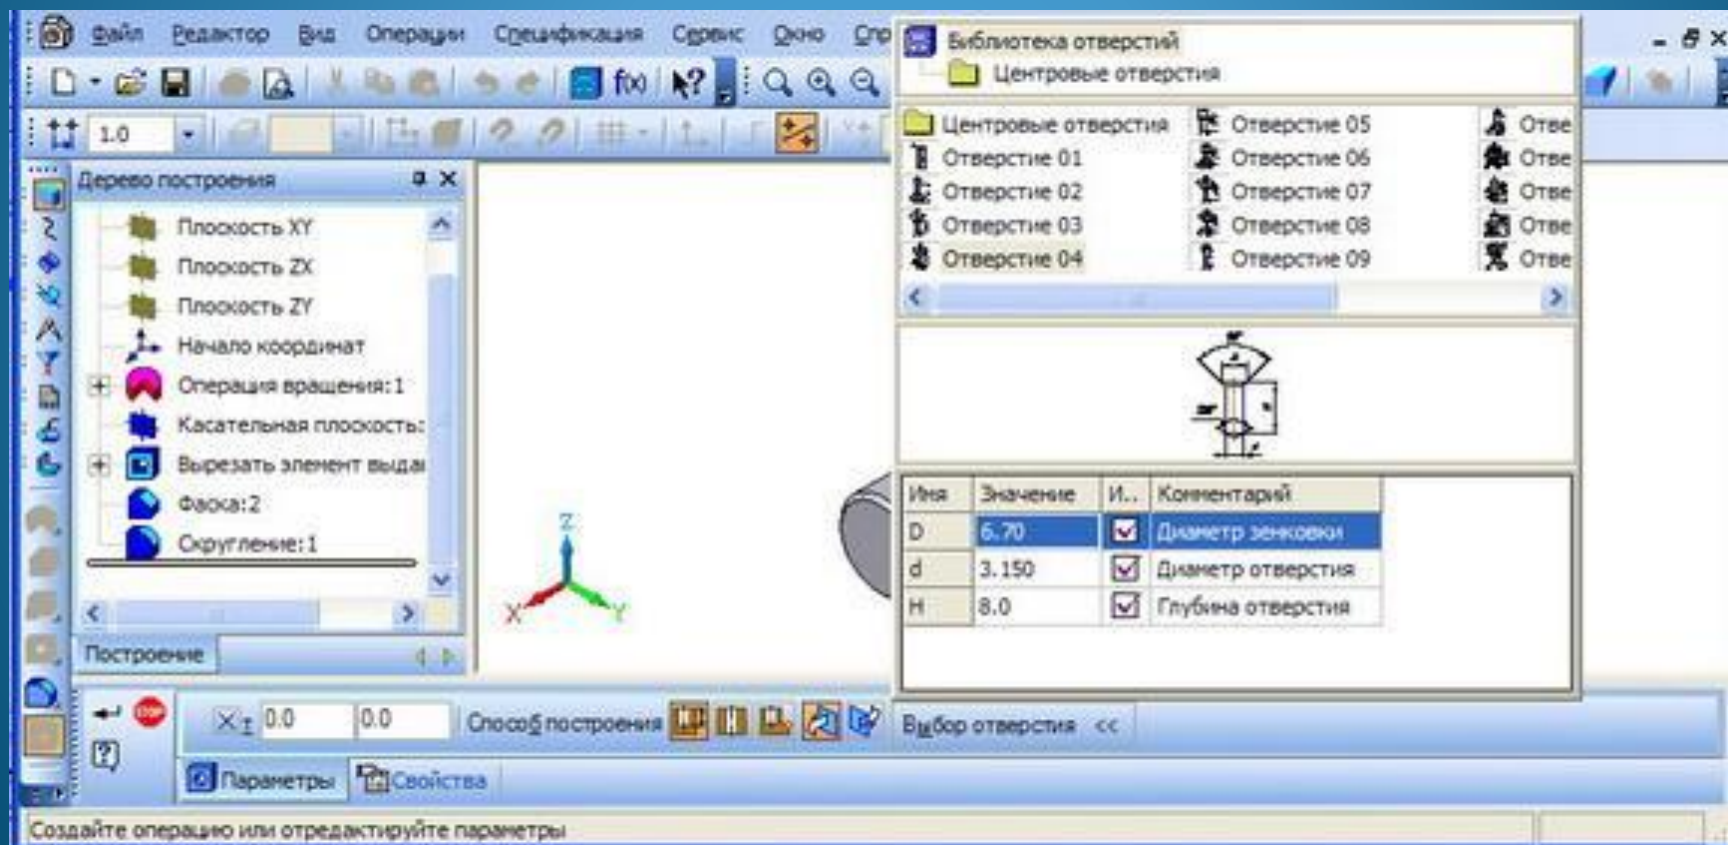 Файл Редактор Вид Операции Спецификация Сервис Окно Спр
1.0
Дерево построения
Плоскость XY
Плоскость ZX
Плоскость ZY
Начало координат
Операция вращения:1
Касательная плоскость:
Вырезать элемент выдав
Фаска:2
Скругление:1
Построение
Z
X
Y
Библиотека отверстий
Центровые отверстия
Центровые отверстия
Отверстие 01
Отверстие 02
Отверстие 03
Отверстие 04
Отверстие 05
Отверстие 06
Отверстие 07
Отверстие 08
Отверстие 09
Отве
Отве
Отве
Отве
Отве
Имя Значение И.. Комментарий
D 6.70 Диаметр зенковки
d 3.150 Диаметр отверстия
H 8.0 Глубина отверстия
STOP
т 0.0 0.0 Способ построения Выбор отверстия <<
Параметры Свойства
Создайте операцию или отредактируйте параметры